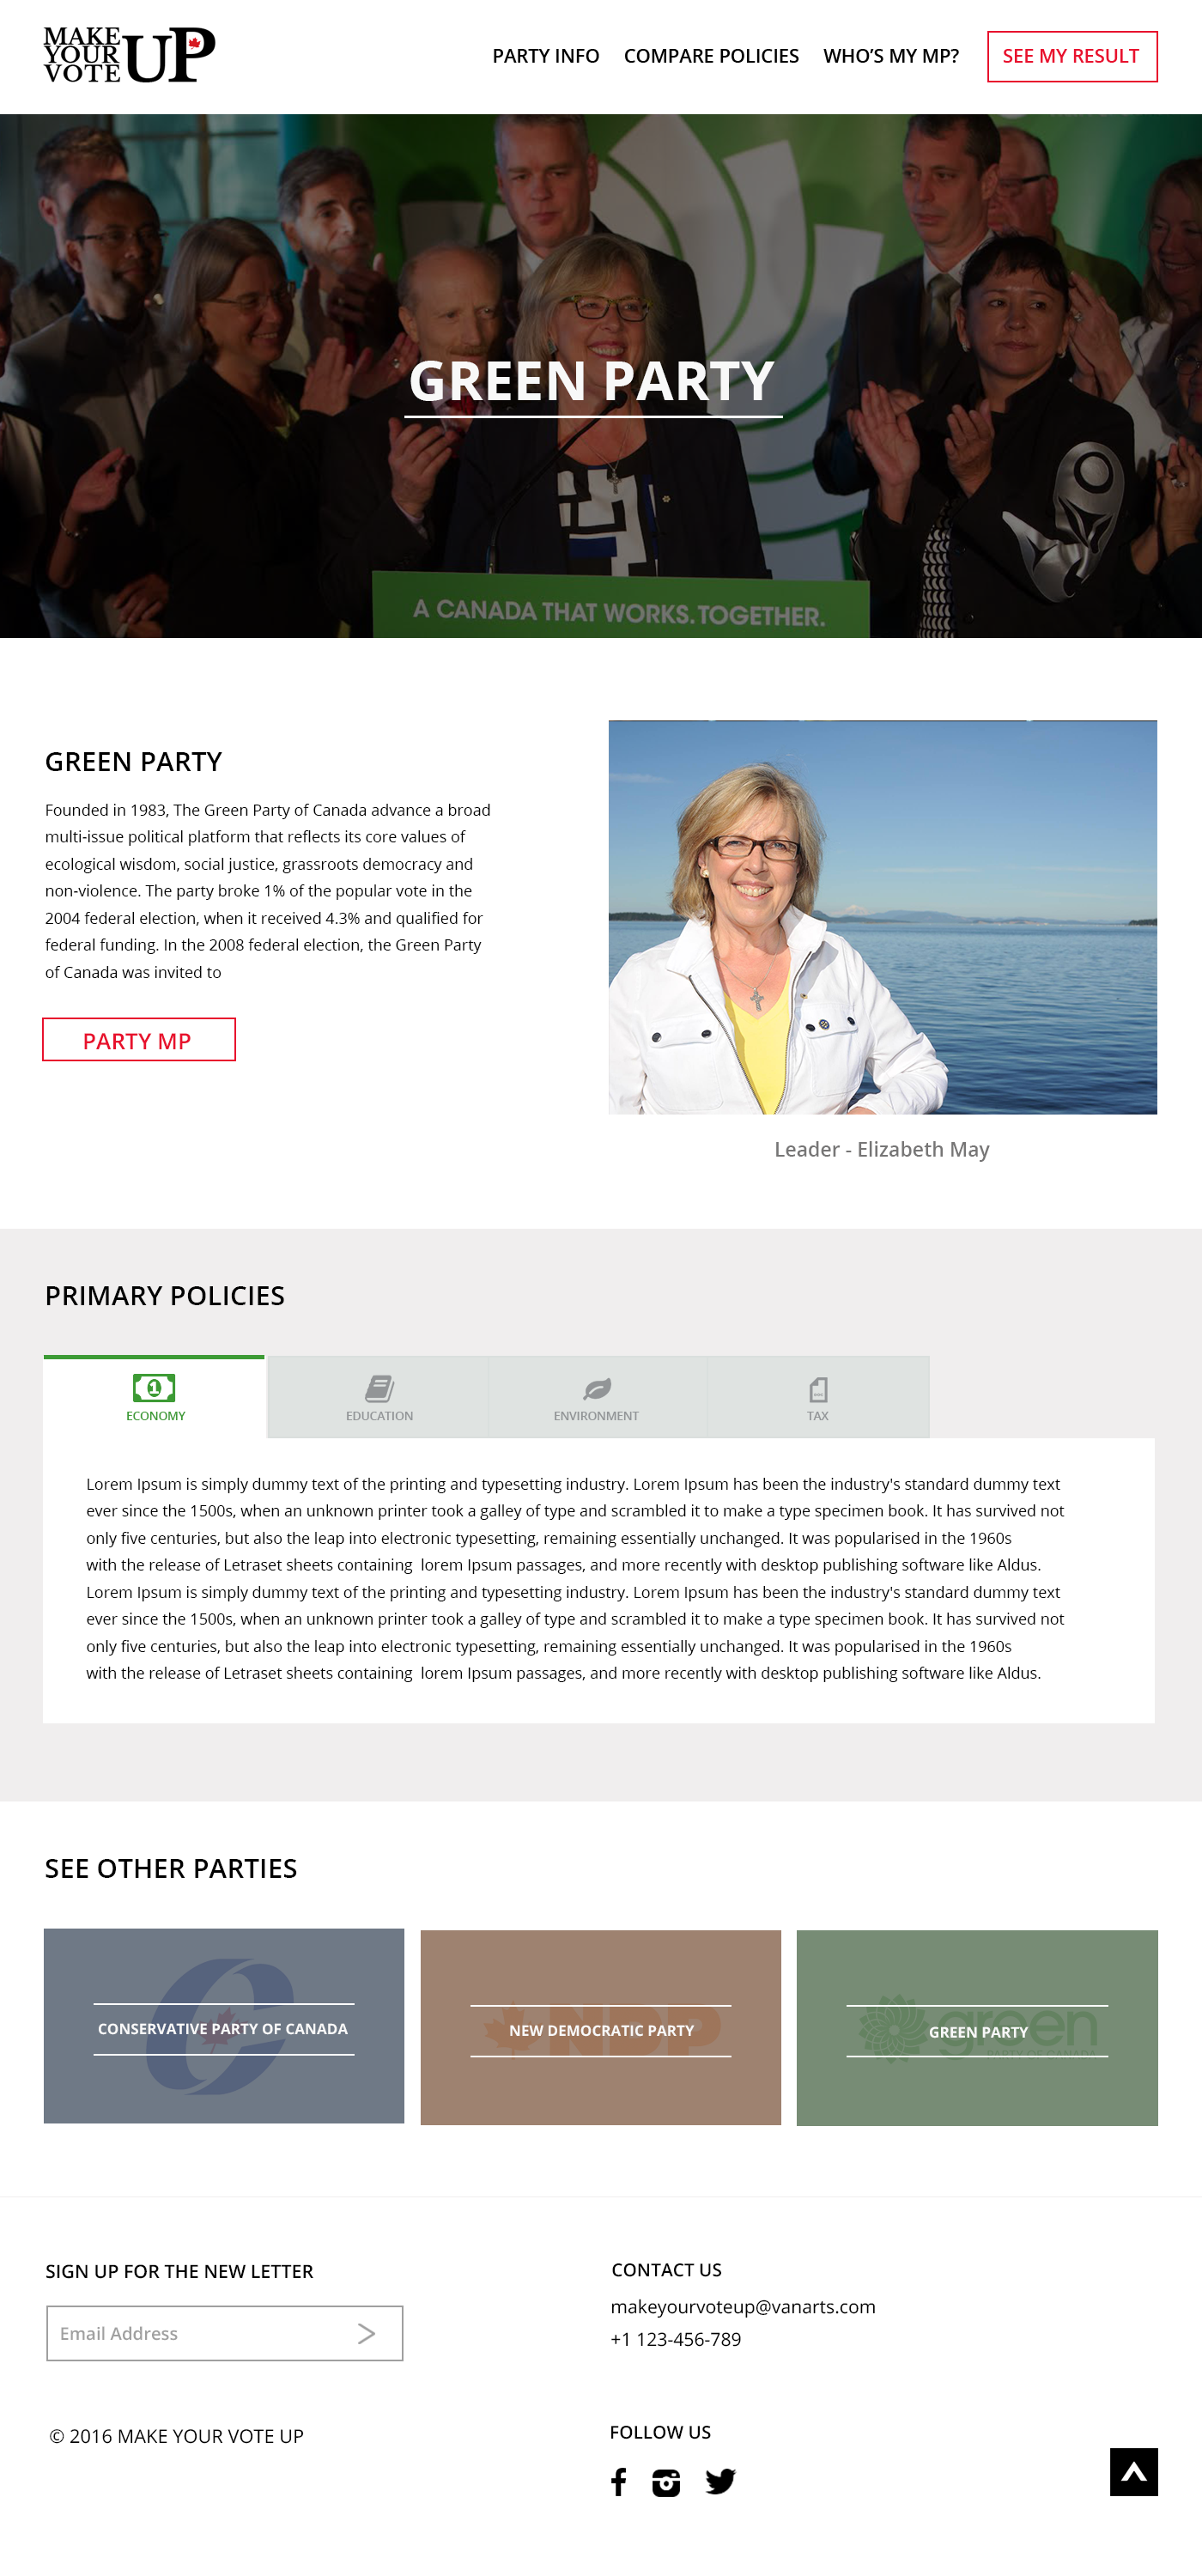 MAKE
YOUR
VOTE
UP
PARTY INFO COMPARE POLICIES WHO’S MY MP? SEE MY RESULT
GREEN PARTY
A CANADA THAT WORKS. TOGETHER.
GREEN PARTY
Founded in 1983, The Green Party of Canada advance a broad
multi-issue political platform that reflects its core values of
ecological wisdom, social justice, grassroots democracy and
non-violence. The party broke 1% of the popular vote in the
2004 federal election, when it received 4.3% and qualified for
federal funding. In the 2008 federal election, the Green Party
of Canada was invited to
PARTY MP
Leader - Elizabeth May
PRIMARY POLICIES
1
ECONOMY EDUCATION ENVIRONMENT TAX
Lorem Ipsum is simply dummy text of the printing and typesetting industry. Lorem Ipsum has been the industry's standard dummy text
ever since the 1500s, when an unknown printer took a galley of type and scrambled it to make a type specimen book. It has survived not
only five centuries, but also the leap into electronic typesetting, remaining essentially unchanged. It was popularised in the 1960s
with the release of Letraset sheets containing  lorem Ipsum passages, and more recently with desktop publishing software like Aldus.
Lorem Ipsum is simply dummy text of the printing and typesetting industry. Lorem Ipsum has been the industry's standard dummy text
ever since the 1500s, when an unknown printer took a galley of type and scrambled it to make a type specimen book. It has survived not
only five centuries, but also the leap into electronic typesetting, remaining essentially unchanged. It was popularised in the 1960s
with the release of Letraset sheets containing  lorem Ipsum passages, and more recently with desktop publishing software like Aldus.
SEE OTHER PARTIES
C
CONSERVATIVE PARTY OF CANADA
NDP
NEW DEMOCRATIC PARTY
green
GREEN PARTY
PARTY OF CANADA
SIGN UP FOR THE NEW LETTER
Email Address
© 2016 MAKE YOUR VOTE UP
CONTACT US
makeyourvoteup@vanarts.com
+1 123-456-789
FOLLOW US